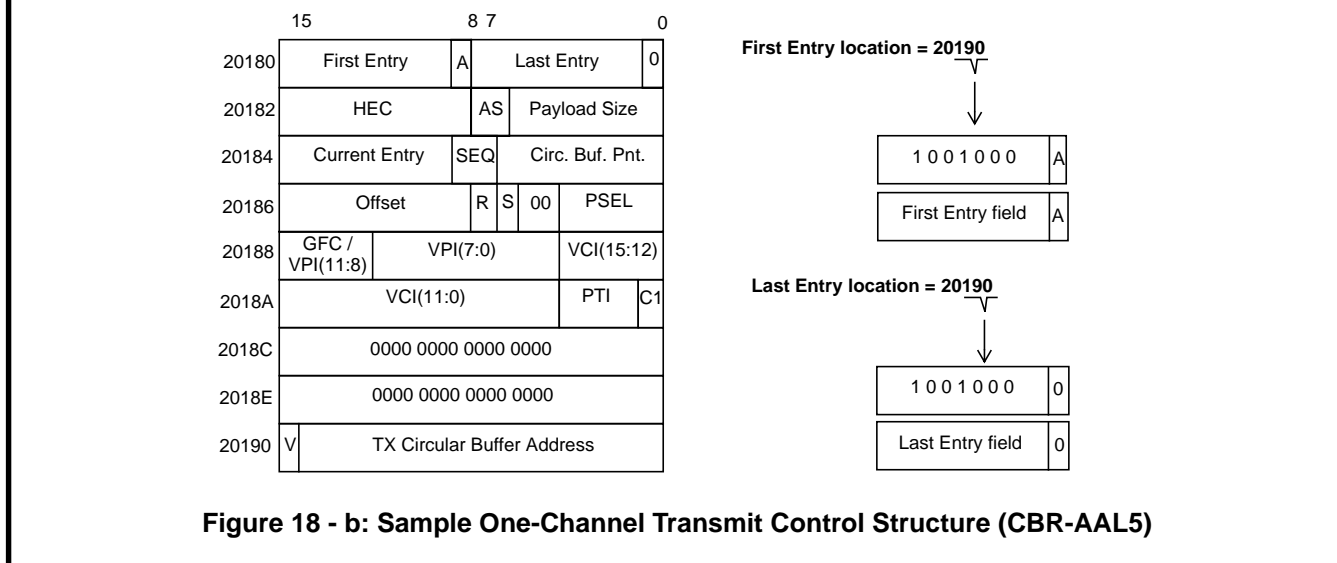 15 8 7 0
20180 First Entry A Last Entry 0
20182 HEC AS Payload Size
20184 Current Entry SEQ Circ. Buf. Pnt.
20186 Offset R S 00 PSEL
20188 GFC / VPI(11:8) VPI(7:0) VCI(15:12)
2018A VCI(11:0) PTI C1
2018C 0000 0000 0000 0000
2018E 0000 0000 0000 0000
20190 V TX Circular Buffer Address
First Entry location = 20190
1 0 0 1 0 0 0 A
First Entry field A
Last Entry location = 20190
1 0 0 1 0 0 0 0
Last Entry field 0
Figure 18 - b: Sample One-Channel Transmit Control Structure (CBR-AAL5)